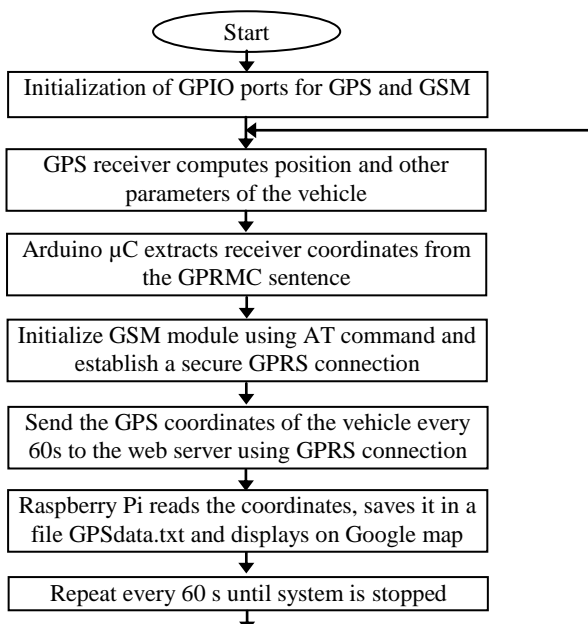 Start
Initialization of GPIO ports for GPS and GSM
GPS receiver computes position and other
parameters of the vehicle
Arduino µC extracts receiver coordinates from
the GPRMC sentence
Initialize GSM module using AT command and
establish a secure GPRS connection
Send the GPS coordinates of the vehicle every
60s to the web server using GPRS connection
Raspberry Pi reads the coordinates, saves it in a
file GPSdata.txt and displays on Google map
Repeat every 60 s until system is stopped